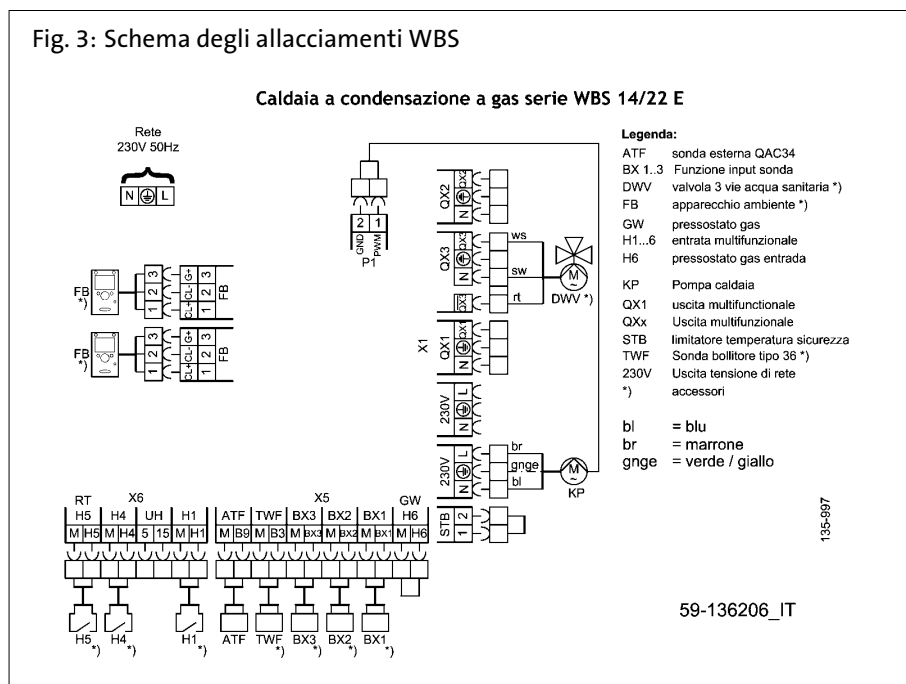 Fig. 3: Schema degli allacciamenti WBS
Caldaia a condensazione a gas serie WBS 14/22 E
Rete
230V 50Hz
N L
2 1
GND PWM
P1
QX2 N
QX2
QX3 N
QX3
QX3
ws
sw
rt
M
~
DWV *)
X1
QX1 N
QX1
230V
L
N
230V
L
N
br
gnge
bl
M
~
KP
STB
2
1
FB
*)
3
2
1
G+
CL-
CL+
3
2
1
FB
FB
*)
3
2
1
G+
CL-
CL+
3
2
1
FB
RT X6 X5 GW
H5 H4 UH H1 ATF TWF BX3 BX2 BX1 H6
M H5 M H4 5 15 M H1 M B9 M B3 M BX3 M BX2 M BX1 M H6
H5 *) H4 *) H1 *) ATF TWF *) BX3 *) BX2 *) BX1 *)
Legenda:
ATF sonda esterna QAC34
BX 1..3 Funzione input sonda
DWV valvola 3 vie acqua sanitaria *)
FB apparecchio ambiente *)
GW pressostato gas
H1...6 entrata multifunzionale
H6 pressostato gas entrada
KP Pompa caldaia
QX1 uscita multifunctionale
QXx Uscita multifunzionale
STB limitatore temperatura sicurezza
TWF Sonda bollitore tipo 36 *)
230V Uscita tensione di rete
*) accessori
bl = blu
br = marrone
gnge = verde / giallo
135-997
59-136206_IT